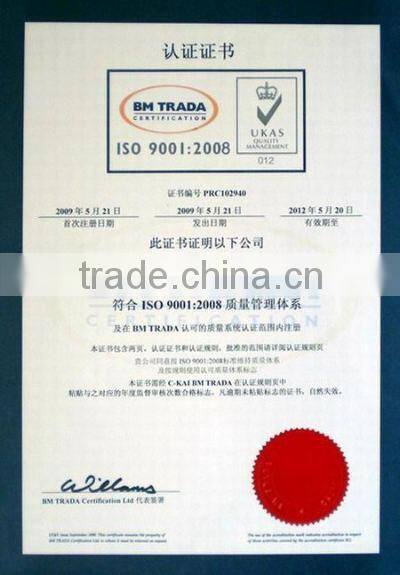 认证证书
BM TRADA
CERTIFICATION
ISO 9001:2008
UKAS
QUALITY
MANAGEMENT
012
证书编号 PRC102940
2009 年 5 月 21 日 2009 年 5 月 21 日 2012 年 5 月 20 日
首次注册日期 发出日期 有效期至
此证书证明以下公司
trade.china.cn
符合 ISO 9001:2008 质量管理体系
CERTIFICATION
及在 BM TRADA 认可的质量系统认证范围内注册
本证书包含两页。认证证书和认证规则。批准的范围请详阅认证规则页
贵公司同意按 ISO 9001:2008标准维持质量体系
及按规则使用认可质量体系标志
本证书需经 C-KAI BM TRADA 在认证规则页中
粘贴与之对应的年度监督审核次数合格标志。凡逾期未粘贴标志的证书。自然失效。
Williams
BM TRADA Certification Ltd 代表签署